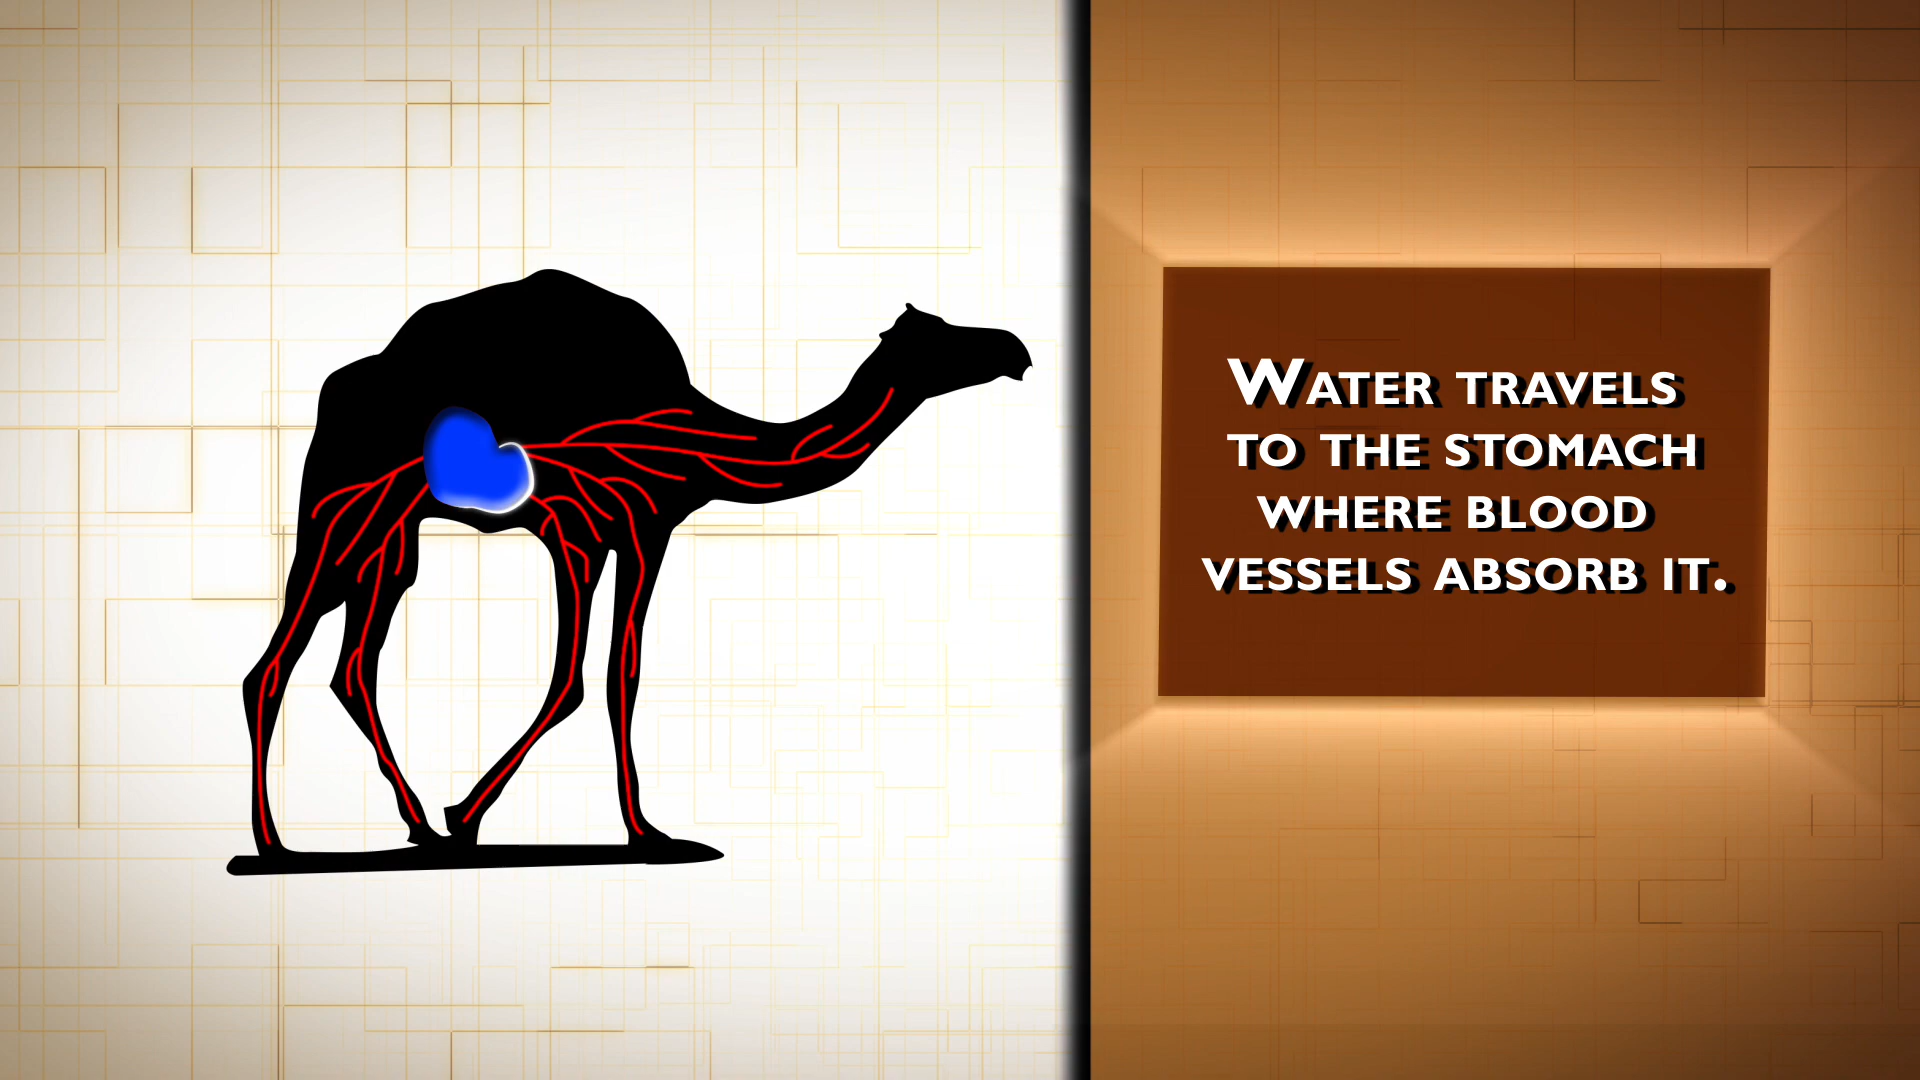 Water travels
to the stomach
where blood
vessels absorb it.